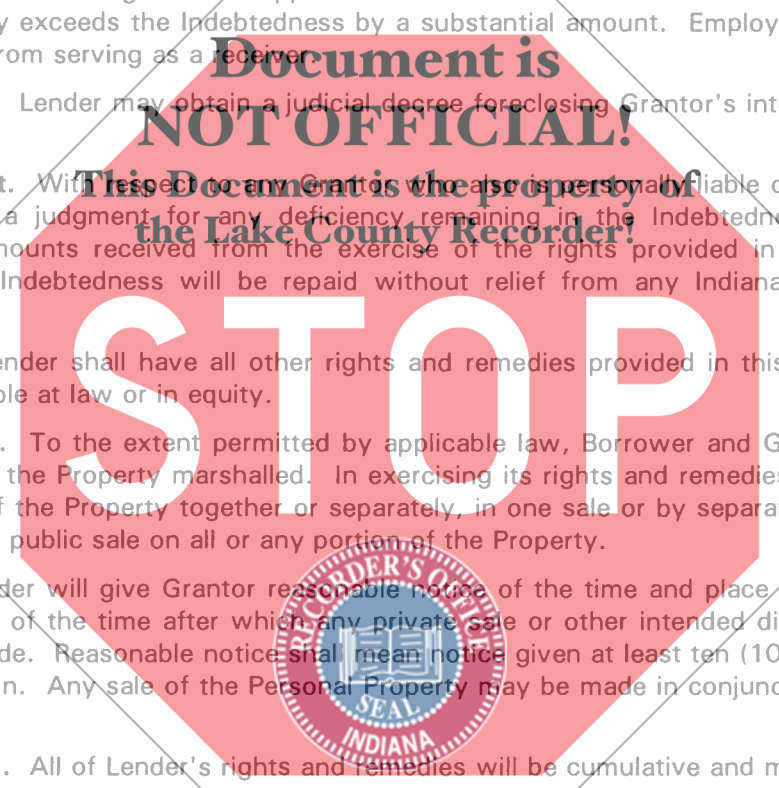 y exceeds the Indebtedness by a substantial amount. Employ
rom serving as a receiver.
Document is
Lender may obtain a judicial decree foreclosing Grantor's int
NOT OFFICIAL!
t. With respect to any Grantor who also is personally liable
This Document is the property of
a judgment for any deficiency remaining in the Indebtedn
the Lake County Recorder!
nounts received from the exercise of the rights provided in
Indebtedness will be repaid without relief from any Indiana
STOP
ender shall have all other rights and remedies provided in this
ble at law or in equity.
. To the extent permitted by applicable law, Borrower and G
the Property marshalled. In exercising its rights and remedies
f the Property together or separately, in one sale or by separa
public sale on all or any portion of the Property.
der will give Grantor reasonable notice of the time and place
of the time after which any private sale or other intended di
de. Reasonable notice shall mean notice given at least ten (10
n. Any sale of the Personal Property may be made in conjunc
RECORDER'S OFFICE
SEAL
INDIANA
. All of Lender's rights and remedies will be cumulative and m